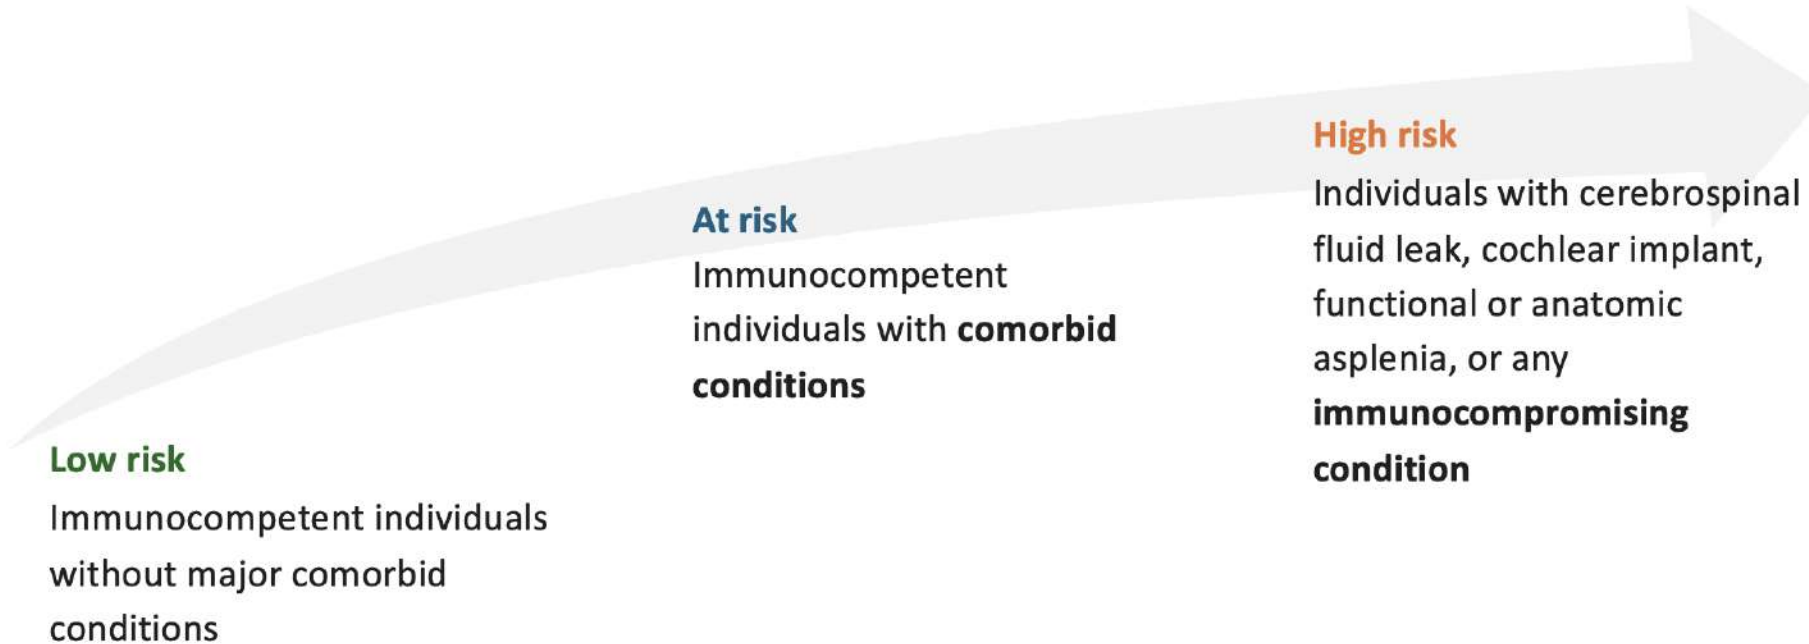 Low risk
Immunocompetent individuals
without major comorbid
conditions
At risk
Immunocompetent
individuals with comorbid
conditions
High risk
Individuals with cerebrospinal
fluid leak, cochlear implant,
functional or anatomic
asplenia, or any
immunocompromising
condition